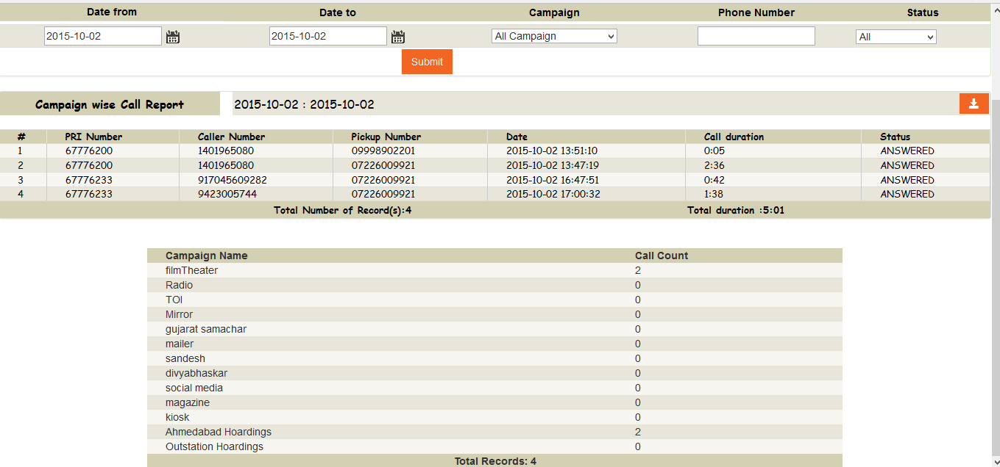 Date from Date to Campaign Phone Number Status
2015-10-02 2015-10-02 All Campaign All
Submit
Campaign wise Call Report 2015-10-02 : 2015-10-02
# PRI Number Caller Number Pickup Number Date Call duration Status
1 67776200 1401965080 09998902201 2015-10-02 13:51:10 0:05 ANSWERED
2 67776200 1401965080 07226009921 2015-10-02 13:47:19 2:36 ANSWERED
3 67776233 917045609282 07226009921 2015-10-02 16:47:51 0:42 ANSWERED
4 67776233 9423005744 07226009921 2015-10-02 17:00:32 1:38 ANSWERED
Total Number of Record(s):4 Total duration :5:01
Campaign Name Call Count
filmTheater 2
Radio 0
TOI 0
Mirror 0
gujarat samachar 0
mailer 0
sandesh 0
divyabhaskar 0
social media 0
magazine 0
kiosk 0
Ahmedabad Hoardings 2
Outstation Hoardings 0
Total Records: 4